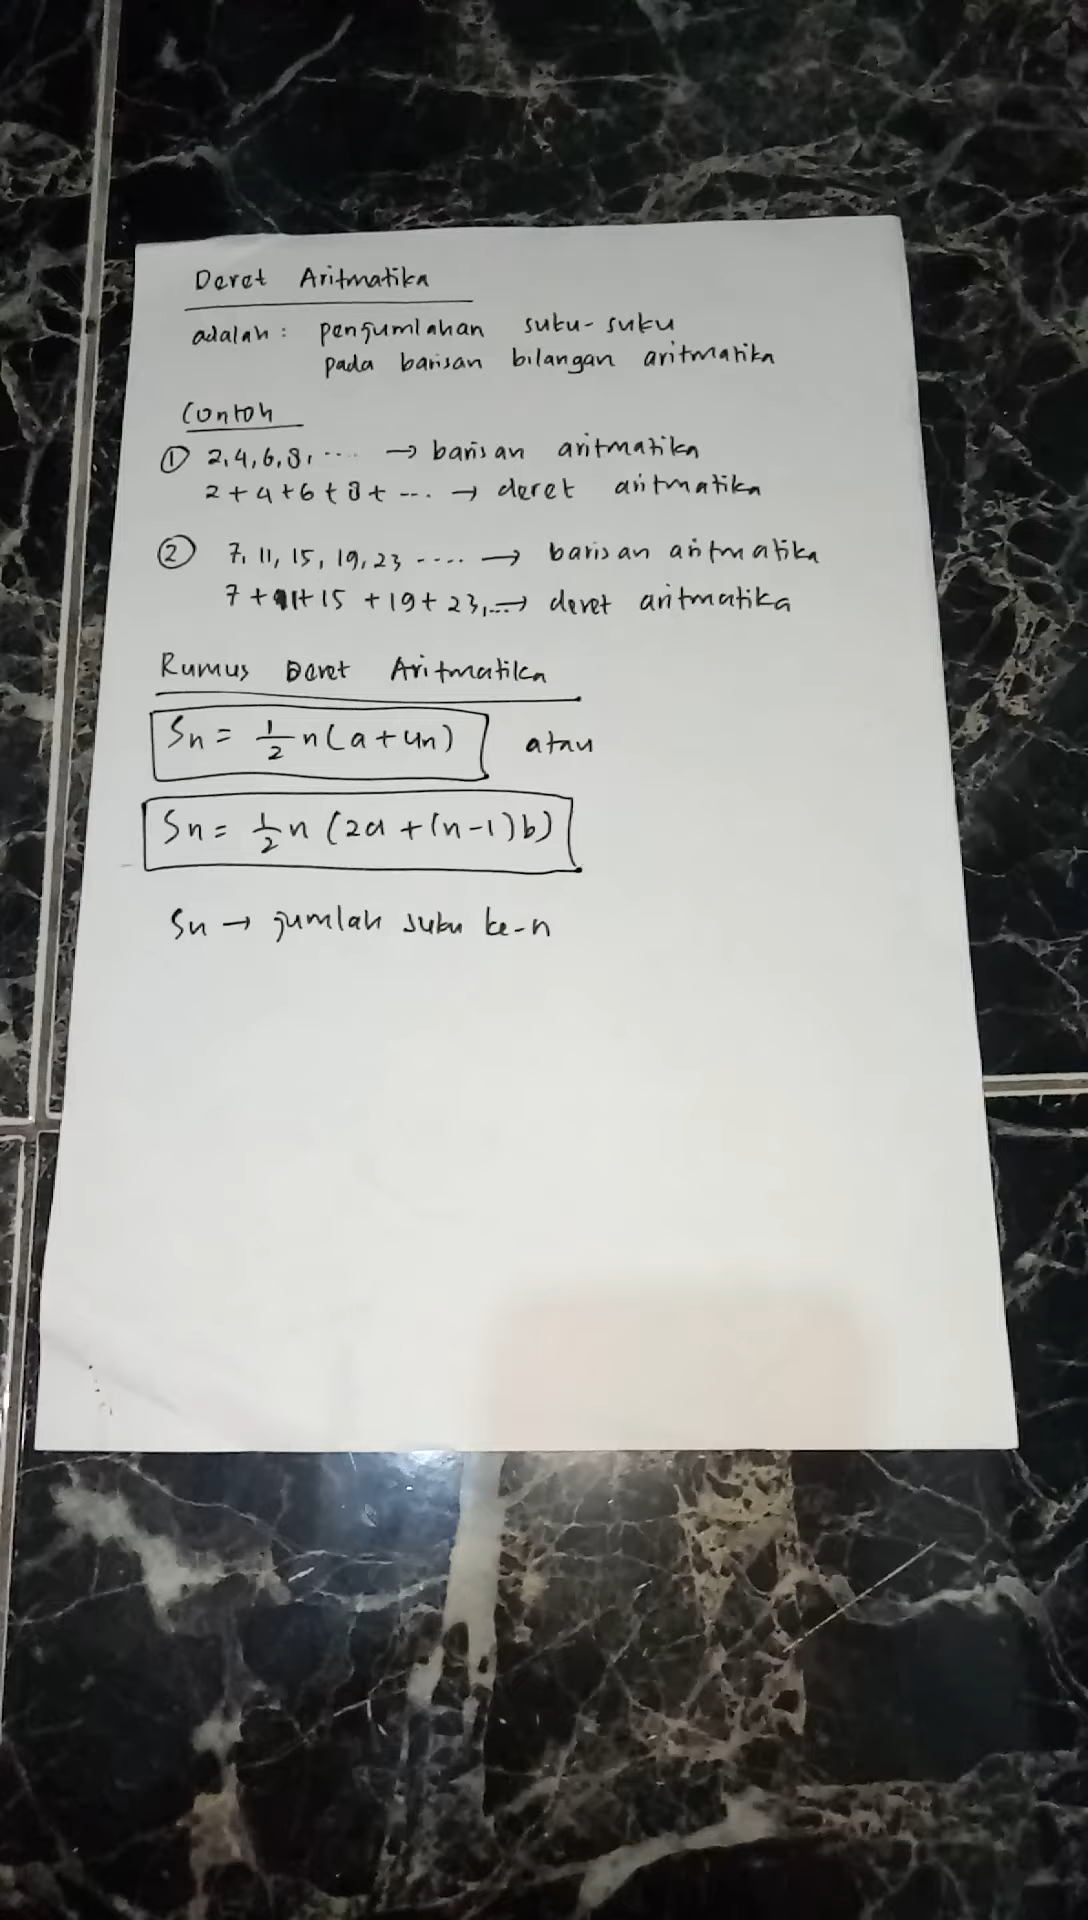 Deret Aritmatika
adalah : penjumlahan suku-suku
pada barisan bilangan aritmatika
Contoh
① 2,4,6,8, .... → barisan aritmatika
2+4+6+8+ .... → deret aritmatika
② 7, 11, 15, 19, 23 ..... → barisan aritmatika
7 + 11+15 +19+ 23,...→ deret aritmatika
Rumus Deret Aritmatika
Sn = 1/2 n (a + Un) atau
Sn = 1/2 n (2a + (n-1)b)
Sn → jumlah suku ke-n